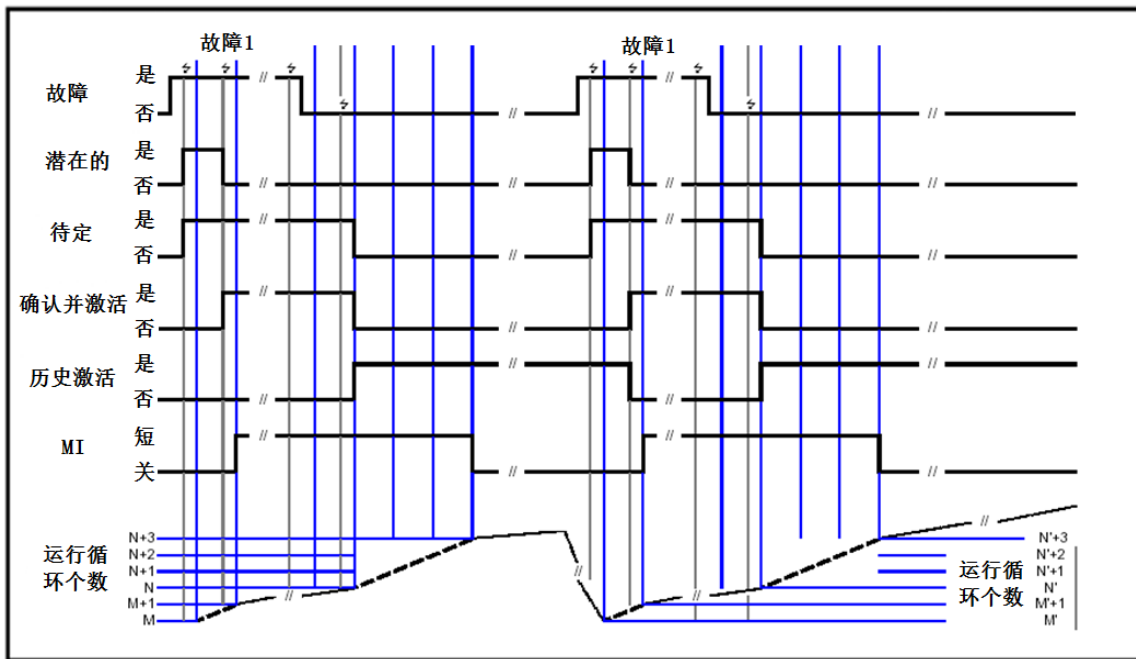 故障1
故障1
故障
是
否
潜在的
是
否
待定
是
否
确认并激活
是
否
历史激活
是
否
MI
短
关
运行循
环个数
N+3
N+2
N+1
N
M+1
M
运行循
环个数
N'+3
N'+2
N'+1
N'
M'+1
M'